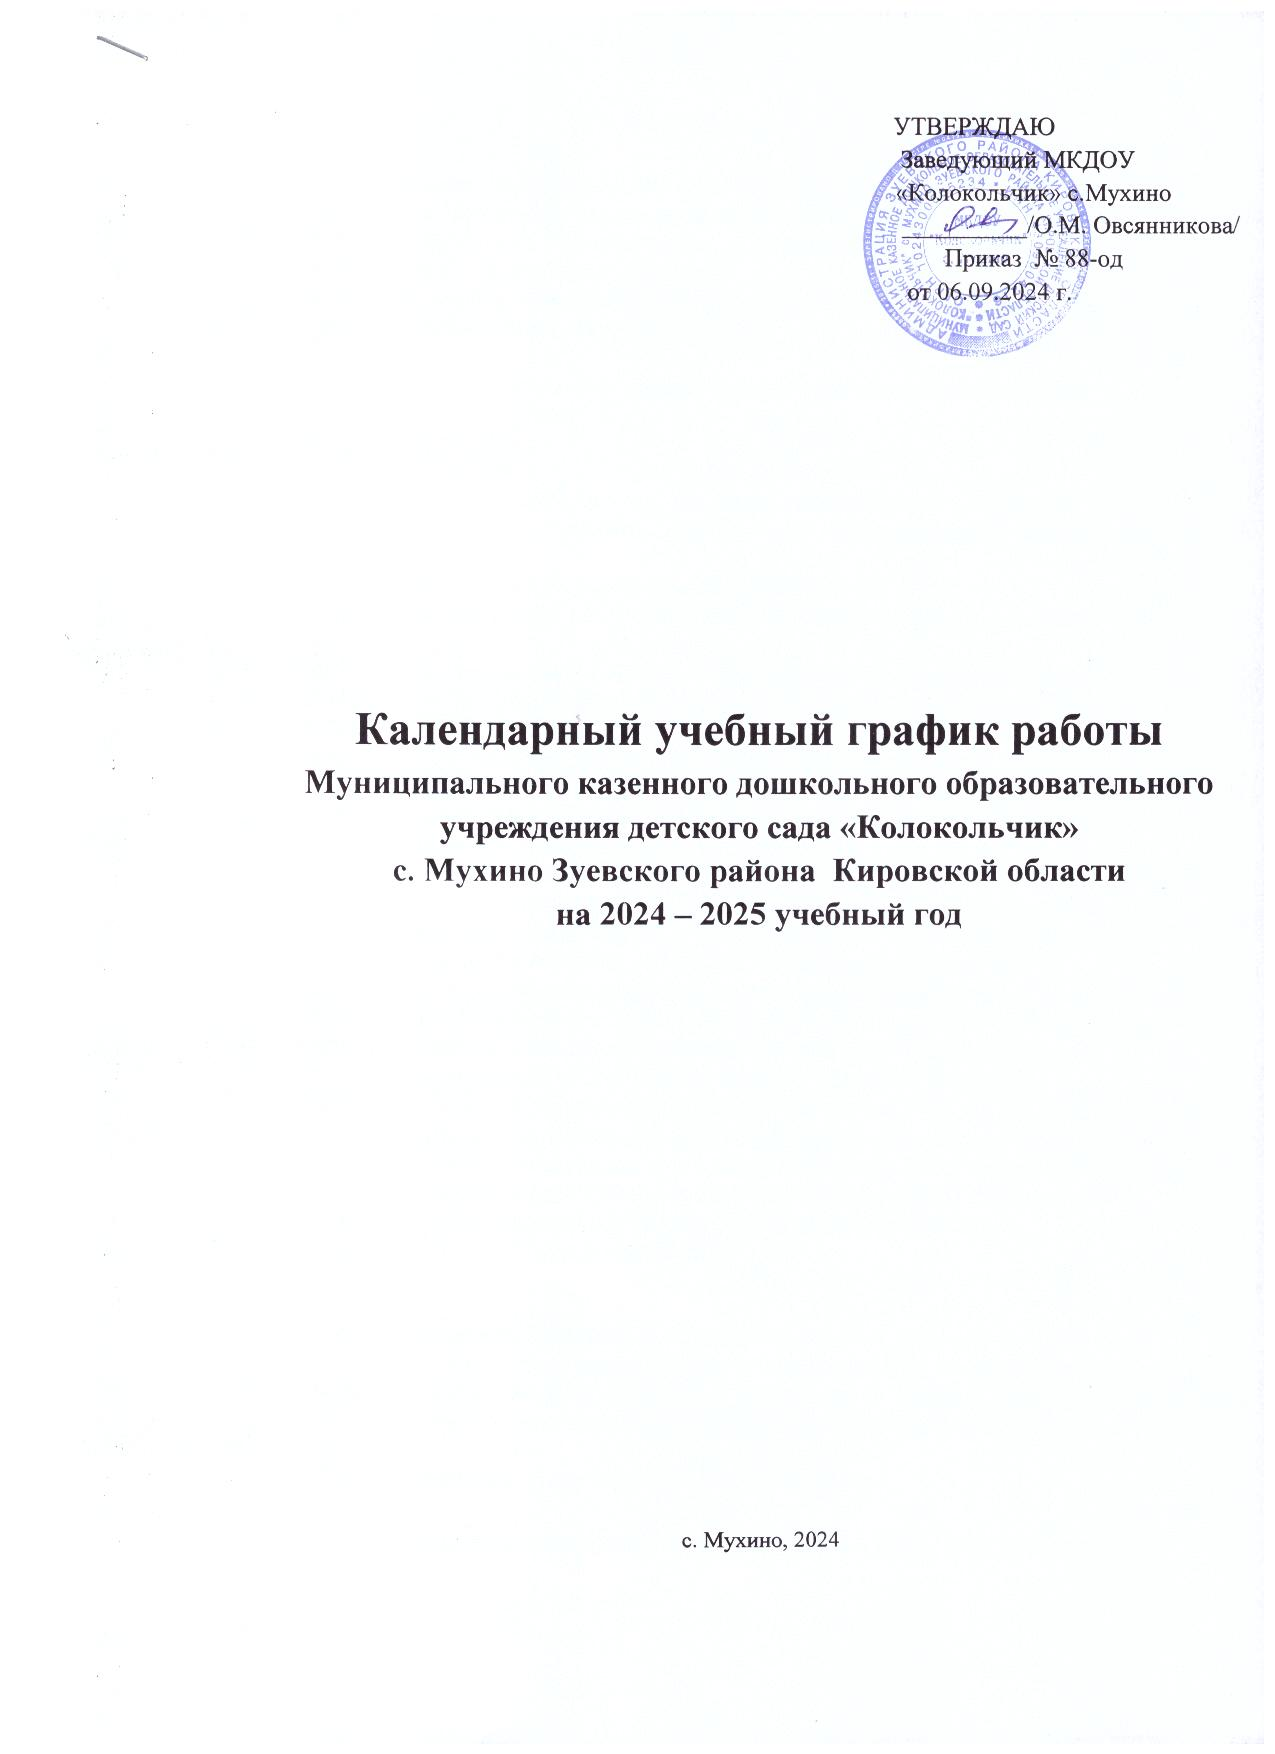 УТВЕРЖДАЮ
Заведующий МКДОУ
«Колокольчик» с.Мухино
/О.М. Овсянникова/
Приказ № 88-од
от 06.09.2024 г.
Календарный учебный график работы
Муниципального казенного дошкольного образовательного
учреждения детского сада «Колокольчик»
с. Мухино Зуевского района Кировской области
на 2024 – 2025 учебный год
с. Мухино, 2024